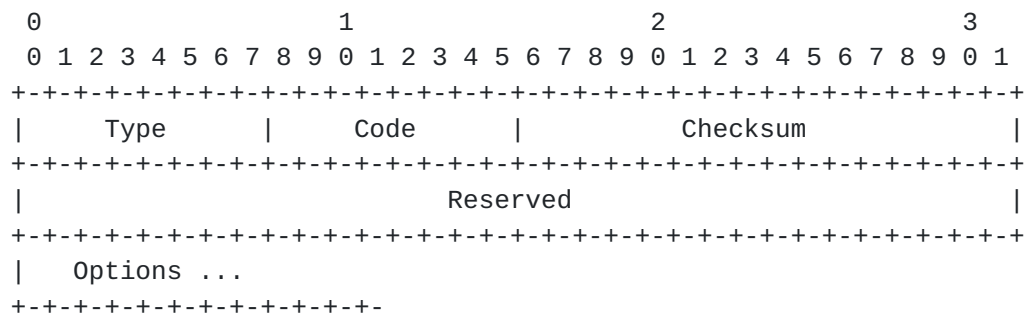 0                   1                   2                   3
 0 1 2 3 4 5 6 7 8 9 0 1 2 3 4 5 6 7 8 9 0 1 2 3 4 5 6 7 8 9 0 1
+-+-+-+-+-+-+-+-+-+-+-+-+-+-+-+-+-+-+-+-+-+-+-+-+-+-+-+-+-+-+-+-+
|     Type      |     Code      |          Checksum             |
+-+-+-+-+-+-+-+-+-+-+-+-+-+-+-+-+-+-+-+-+-+-+-+-+-+-+-+-+-+-+-+-+
|                           Reserved                            |
+-+-+-+-+-+-+-+-+-+-+-+-+-+-+-+-+-+-+-+-+-+-+-+-+-+-+-+-+-+-+-+-+
|   Options ...
+-+-+-+-+-+-+-+-+-+-+-+-